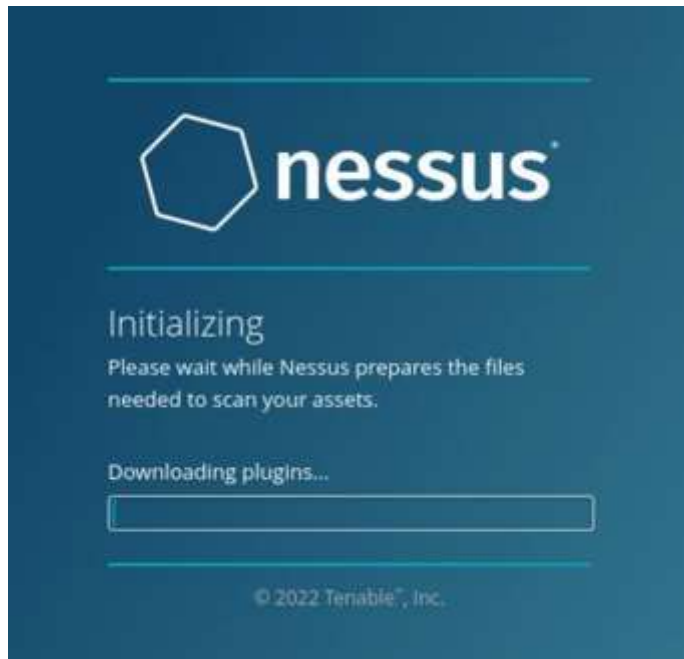 nessus
Initializing
Please wait while Nessus prepares the files
needed to scan your assets.
Downloading plugins...
© 2022 Tenable™, Inc.